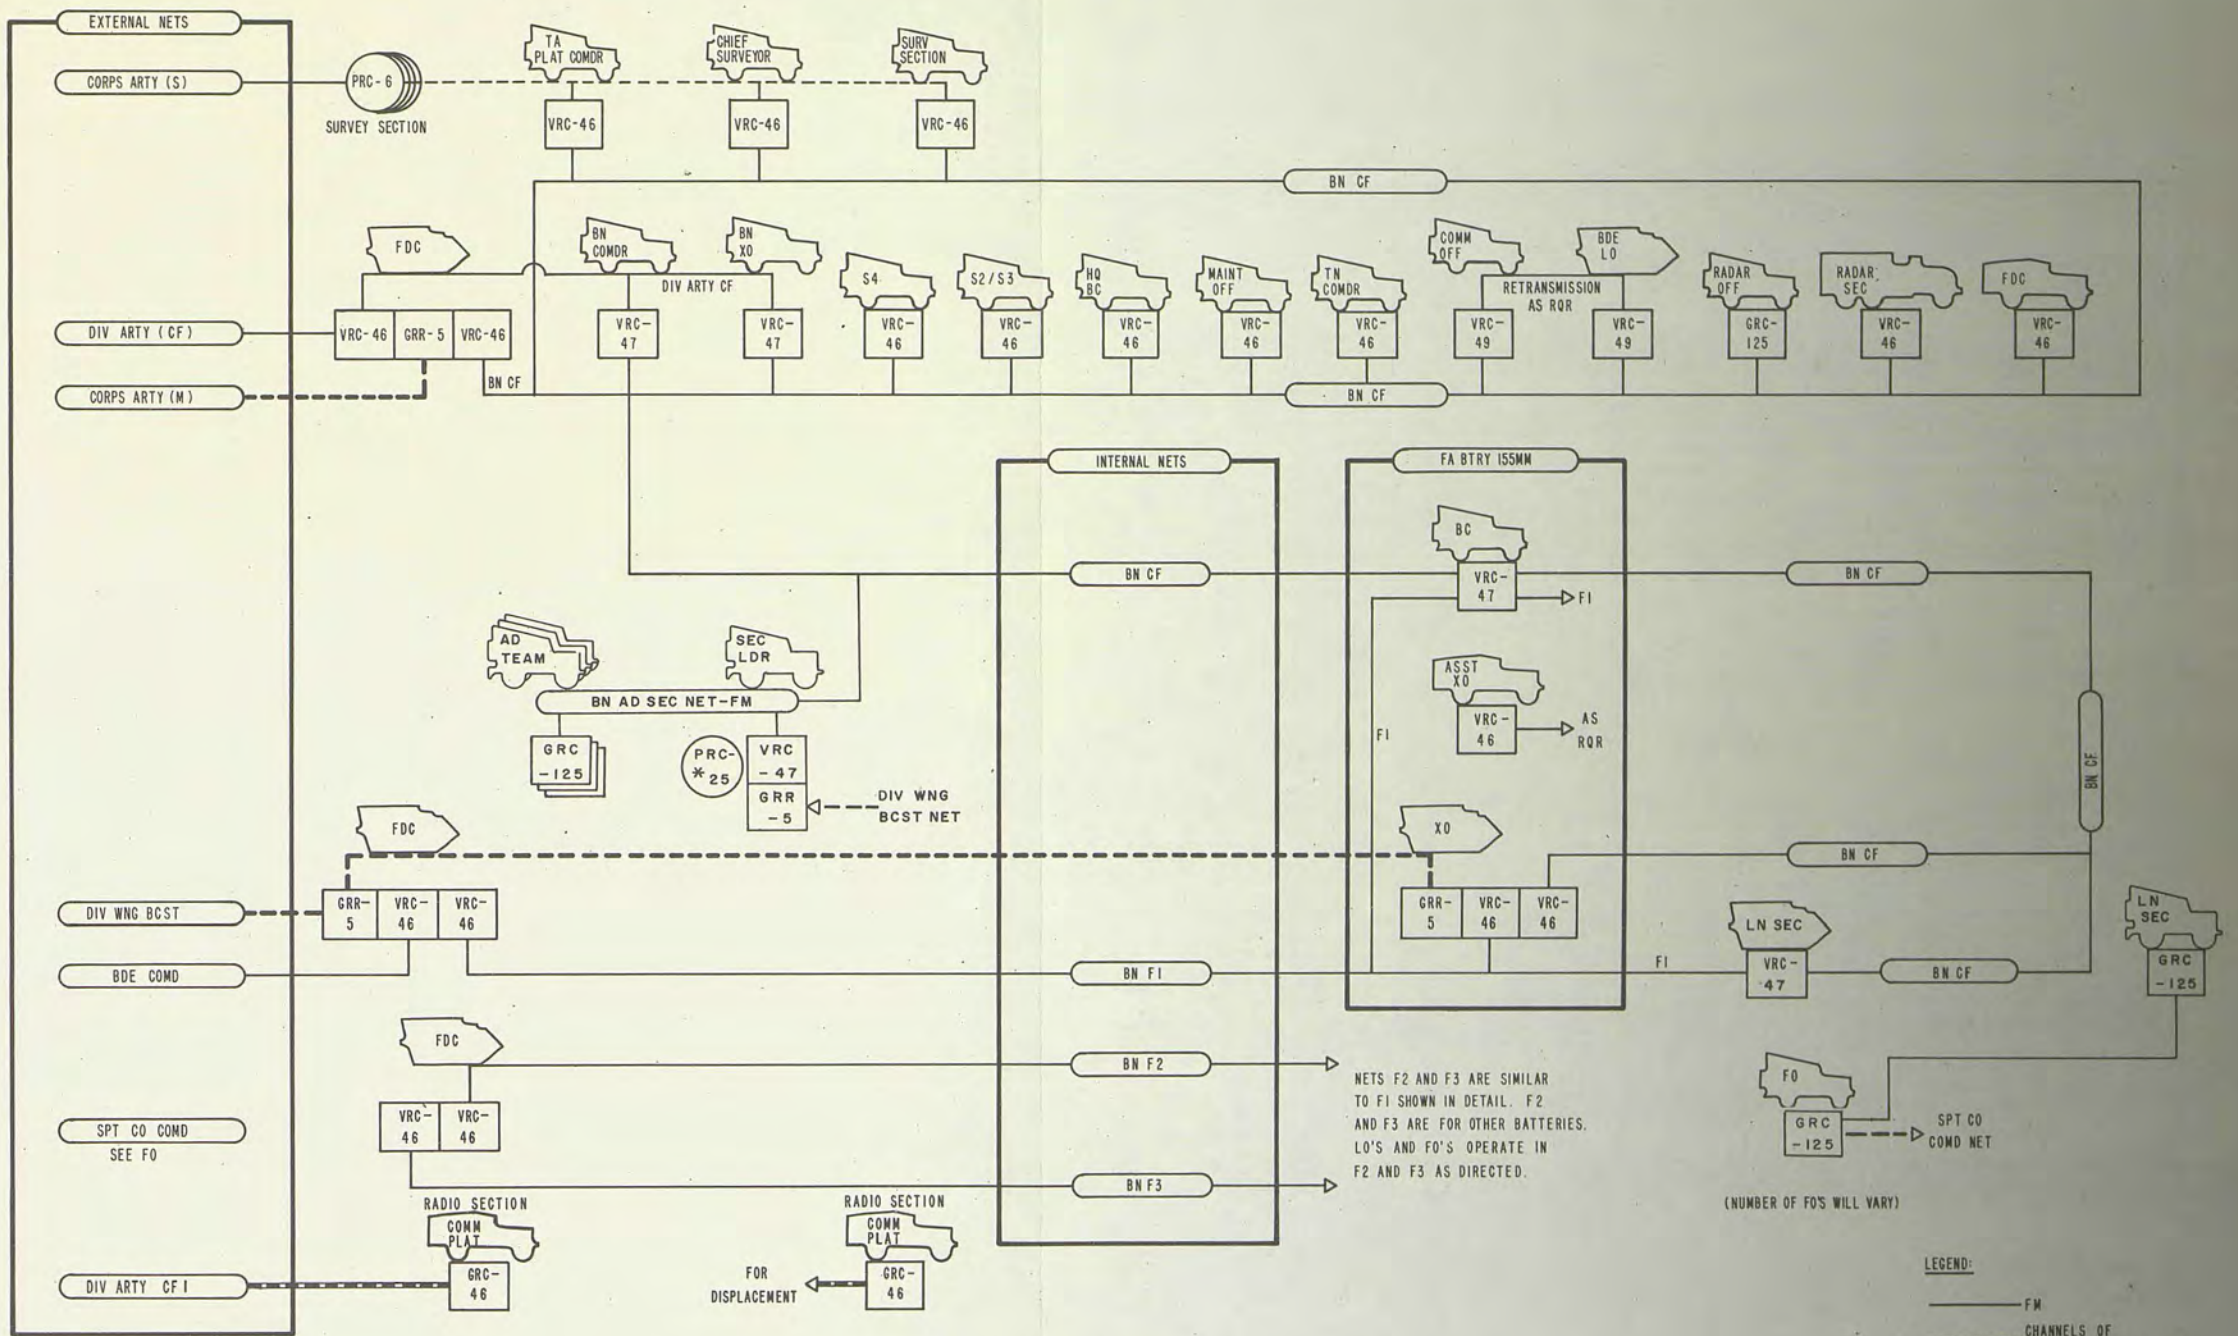 EXTERNAL NETS
CORPS ARTY (S)
PRC-6
SURVEY SECTION
TA
PLAT COMDR
CHIEF
SURVEYOR
SURV
SECTION
VRC-46
VRC-46
VRC-46
BN CF
FDC
BN
COMDR
BN
XO
DIV ARTY CF
S4
S2/S3
HQ
BC
MAINT
OFF
TN
COMDR
COMM
OFF
BDE
LO
RETRANSMISSION
AS RQR
RADAR
OFF
RADAR
SEC
FDC
DIV ARTY (CF)
VRC-46
GRR-5
VRC-46
VRC-
47
VRC-
47
VRC-
46
VRC-
46
VRC-
46
VRC-
46
VRC-
46
VRC-
49
VRC-
49
GRC-
125
VRC-
46
VRC-
46
CORPS ARTY (M)
BN CF
BN CF
INTERNAL NETS
FA BTRY 155MM
BC
BN CF
VRC-
47
F1
BN CF
AD
TEAM
SEC
LDR
BN AD SEC NET-FM
GRC
-125
PRC-
*25
VRC
-47
GRR
-5
DIV WNG
BCST NET
ASST
XO
VRC-
46
AS
RQR
F1
BN CF
FDC
XO
BN CF
DIV WNG BCST
GRR-
5
VRC-
46
VRC-
46
GRR-
5
VRC-
46
VRC-
46
LN SEC
VRC-
47
LN
SEC
GRC
-125
BDE COMD
BN F1
F1
BN CF
FDC
BN F2
NETS F2 AND F3 ARE SIMILAR
TO F1 SHOWN IN DETAIL. F2
AND F3 ARE FOR OTHER BATTERIES.
LO'S AND FO'S OPERATE IN
F2 AND F3 AS DIRECTED.
FO
GRC
-125
SPT CO
COMD NET
(NUMBER OF FO'S WILL VARY)
SPT CO COMD
SEE FO
VRC-
46
VRC-
46
BN F3
RADIO SECTION
COMM
PLAT
GRC-
46
RADIO SECTION
COMM
PLAT
GRC-
46
FOR
DISPLACEMENT
DIV ARTY CF I
LEGEND:
FM
CHANNELS OF